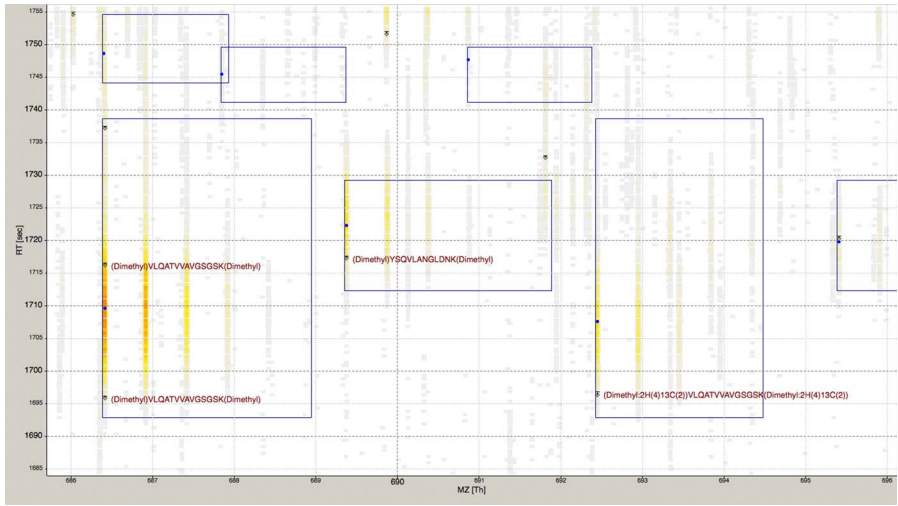 1755
1750
1745
1740
1735
1730
1725
1720
1715
1710
1705
1700
1695
1690
1685
RT [sec]
(Dimethyl)YSQVLANGLDNK(Dimethyl)
(Dimethyl)VLQATVVAVGSGSK(Dimethyl)
(Dimethyl:2H(4)13C(2))VLQATVVAVGSGSK(Dimethyl:2H(4)13C(2))
(Dimethyl)VLQATVVAVGSGSK(Dimethyl)
686 687 688 689 690 691 692 693 694 695 696
MZ [Th]